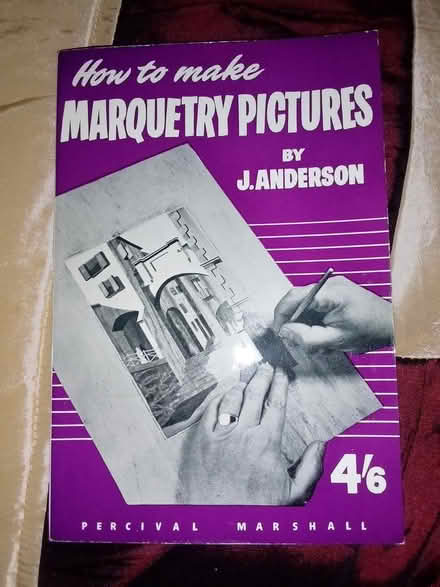 How to make
MARQUETRY PICTURES
BY
J. ANDERSON
4/6
PERCIVAL MARSHALL